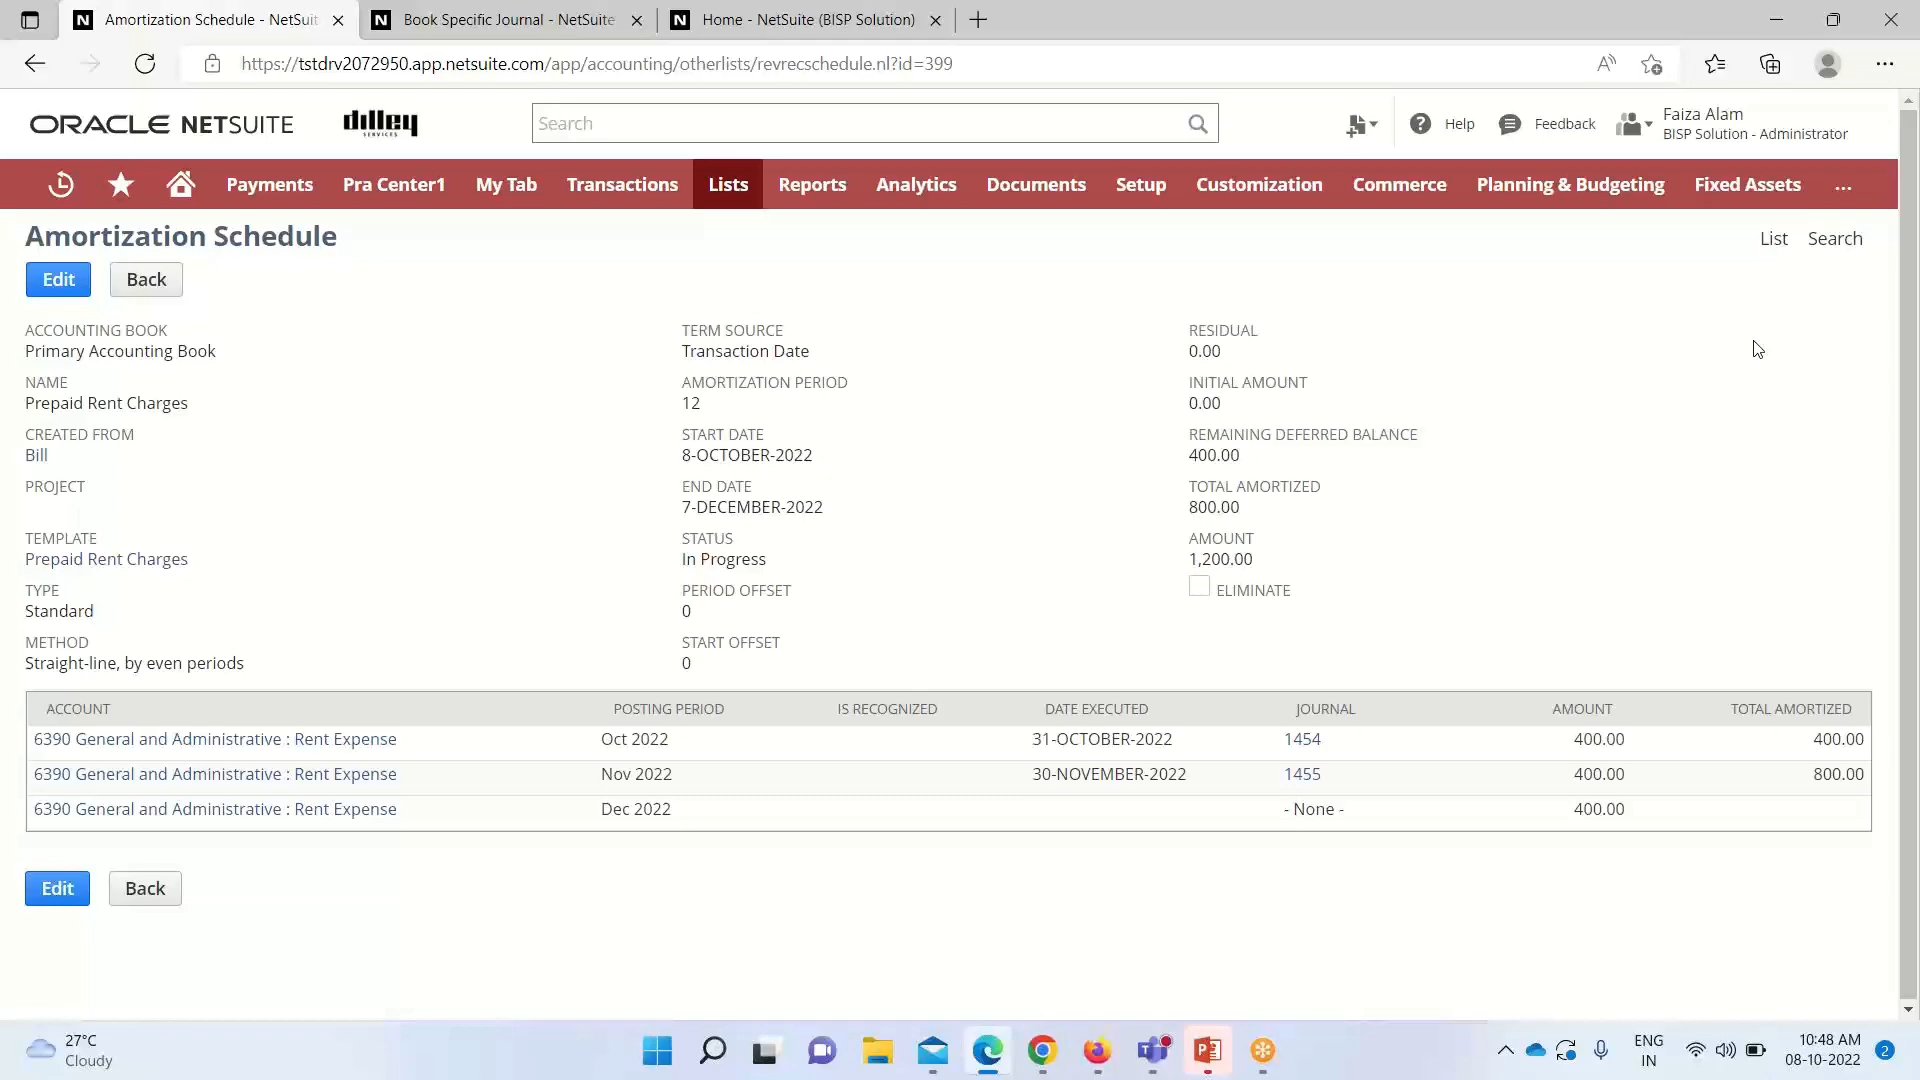 Amortization Schedule - NetSuit
Book Specific Journal - NetSuite
Home - NetSuite (BISP Solution)
https://tstdrv2072950.app.netsuite.com/app/accounting/otherlists/revrecschedule.nl?id=399
ORACLE NETSUITE
dilley
SERVICES
Search
Help
Feedback
Faiza Alam
BISP Solution - Administrator
Payments Pra Center1 My Tab Transactions Lists Reports Analytics Documents Setup Customization Commerce Planning & Budgeting Fixed Assets ...
Amortization Schedule
List Search
Edit Back
ACCOUNTING BOOK
Primary Accounting Book
NAME
Prepaid Rent Charges
CREATED FROM
Bill
PROJECT
TEMPLATE
Prepaid Rent Charges
TYPE
Standard
METHOD
Straight-line, by even periods
TERM SOURCE
Transaction Date
AMORTIZATION PERIOD
12
START DATE
8-OCTOBER-2022
END DATE
7-DECEMBER-2022
STATUS
In Progress
PERIOD OFFSET
0
START OFFSET
0
RESIDUAL
0.00
INITIAL AMOUNT
0.00
REMAINING DEFERRED BALANCE
400.00
TOTAL AMORTIZED
800.00
AMOUNT
1,200.00
ELIMINATE
ACCOUNT POSTING PERIOD IS RECOGNIZED DATE EXECUTED JOURNAL AMOUNT TOTAL AMORTIZED
6390 General and Administrative : Rent Expense Oct 2022 31-OCTOBER-2022 1454 400.00 400.00
6390 General and Administrative : Rent Expense Nov 2022 30-NOVEMBER-2022 1455 400.00 800.00
6390 General and Administrative : Rent Expense Dec 2022 - None - 400.00
Edit Back
27°C
Cloudy
ENG
IN
10:48 AM
08-10-2022
2